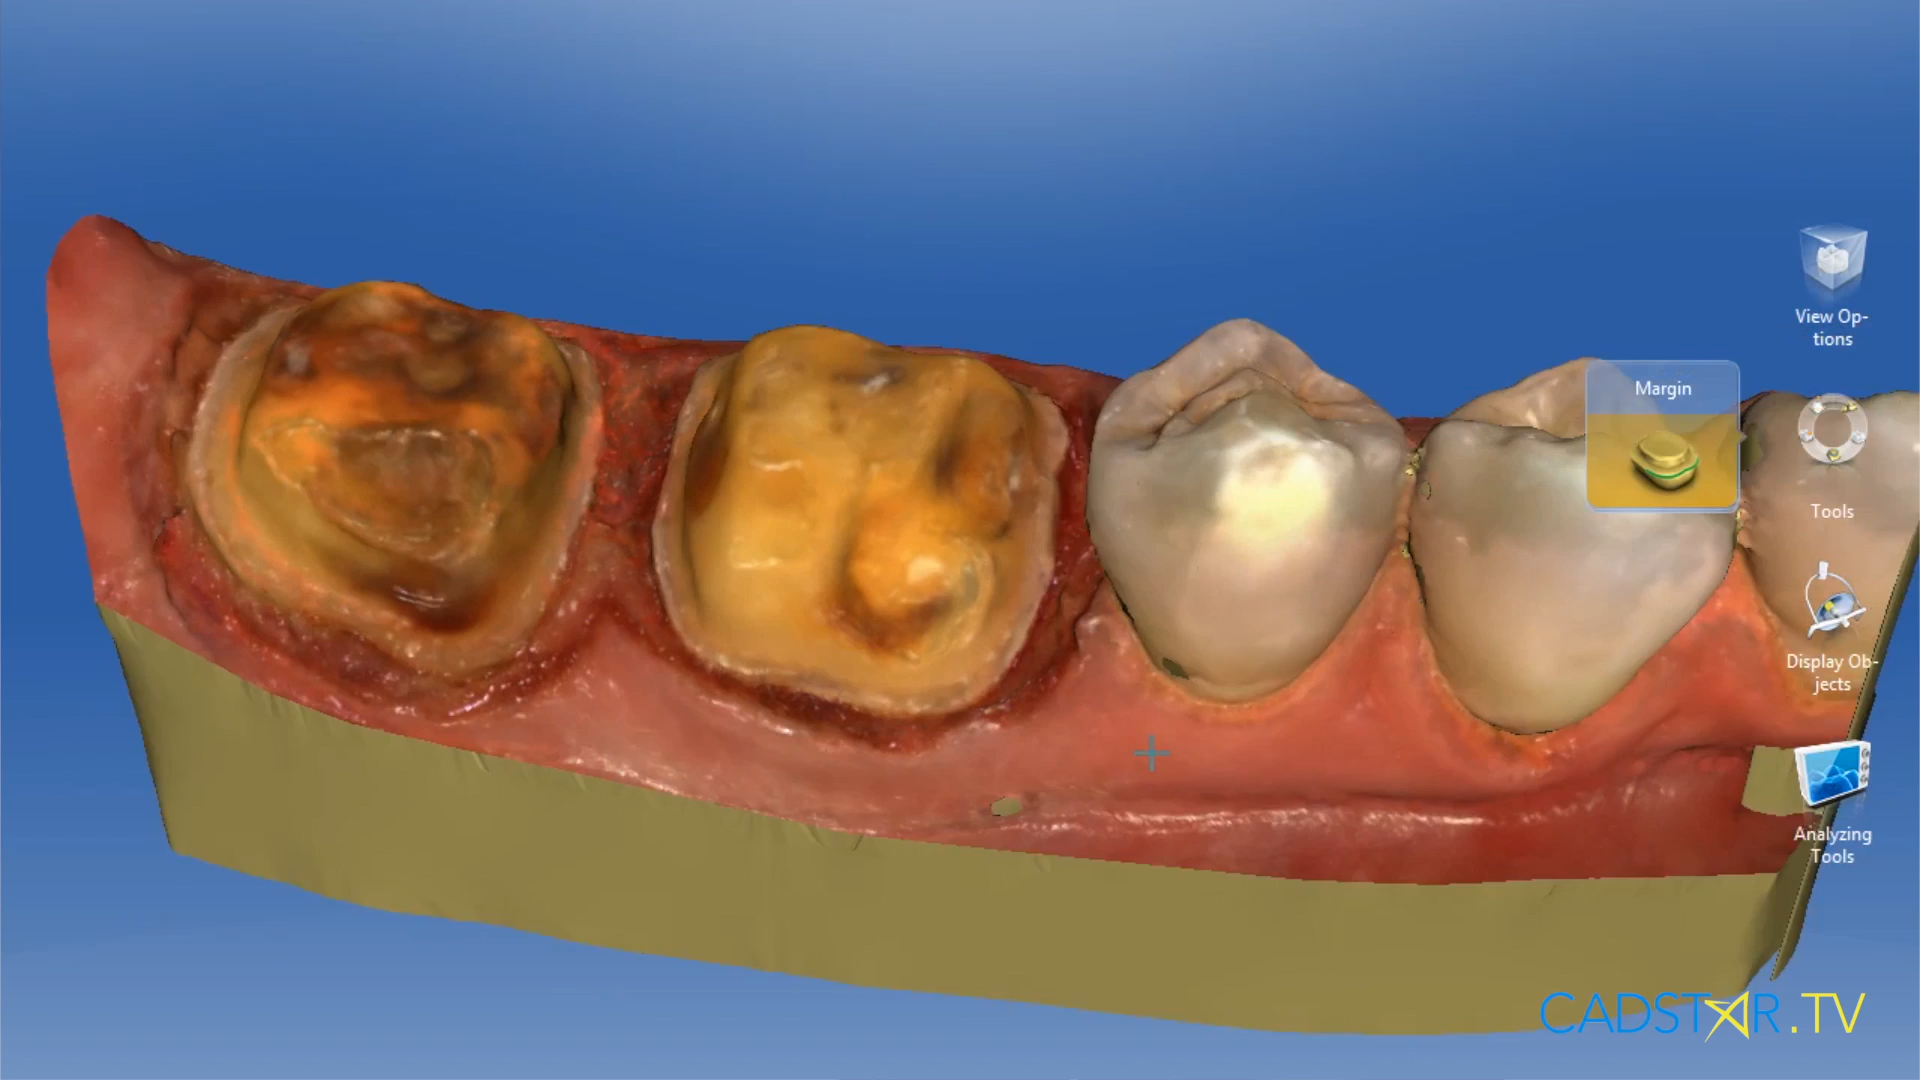 View Op-
tions
Margin
Tools
Display Ob-
jects
Analyzing
Tools
CADSTAR.TV